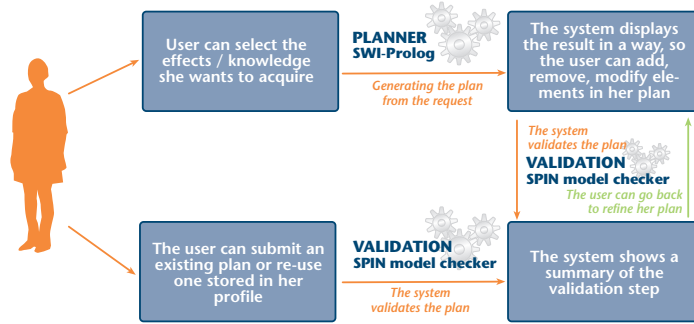 User can select the
effects / knowledge
she wants to acquire
PLANNER
SWI-Prolog
Generating the plan
from the request
The system displays
the result in a way, so
the user can add,
remove, modify ele-
ments in her plan
The system
validates the plan
VALIDATION
SPIN model checker
The user can go back
to refine her plan
The user can submit an
existing plan or re-use
one stored in her
profile
VALIDATION
SPIN model checker
The system
validates the plan
The system shows a
summary of the
validation step